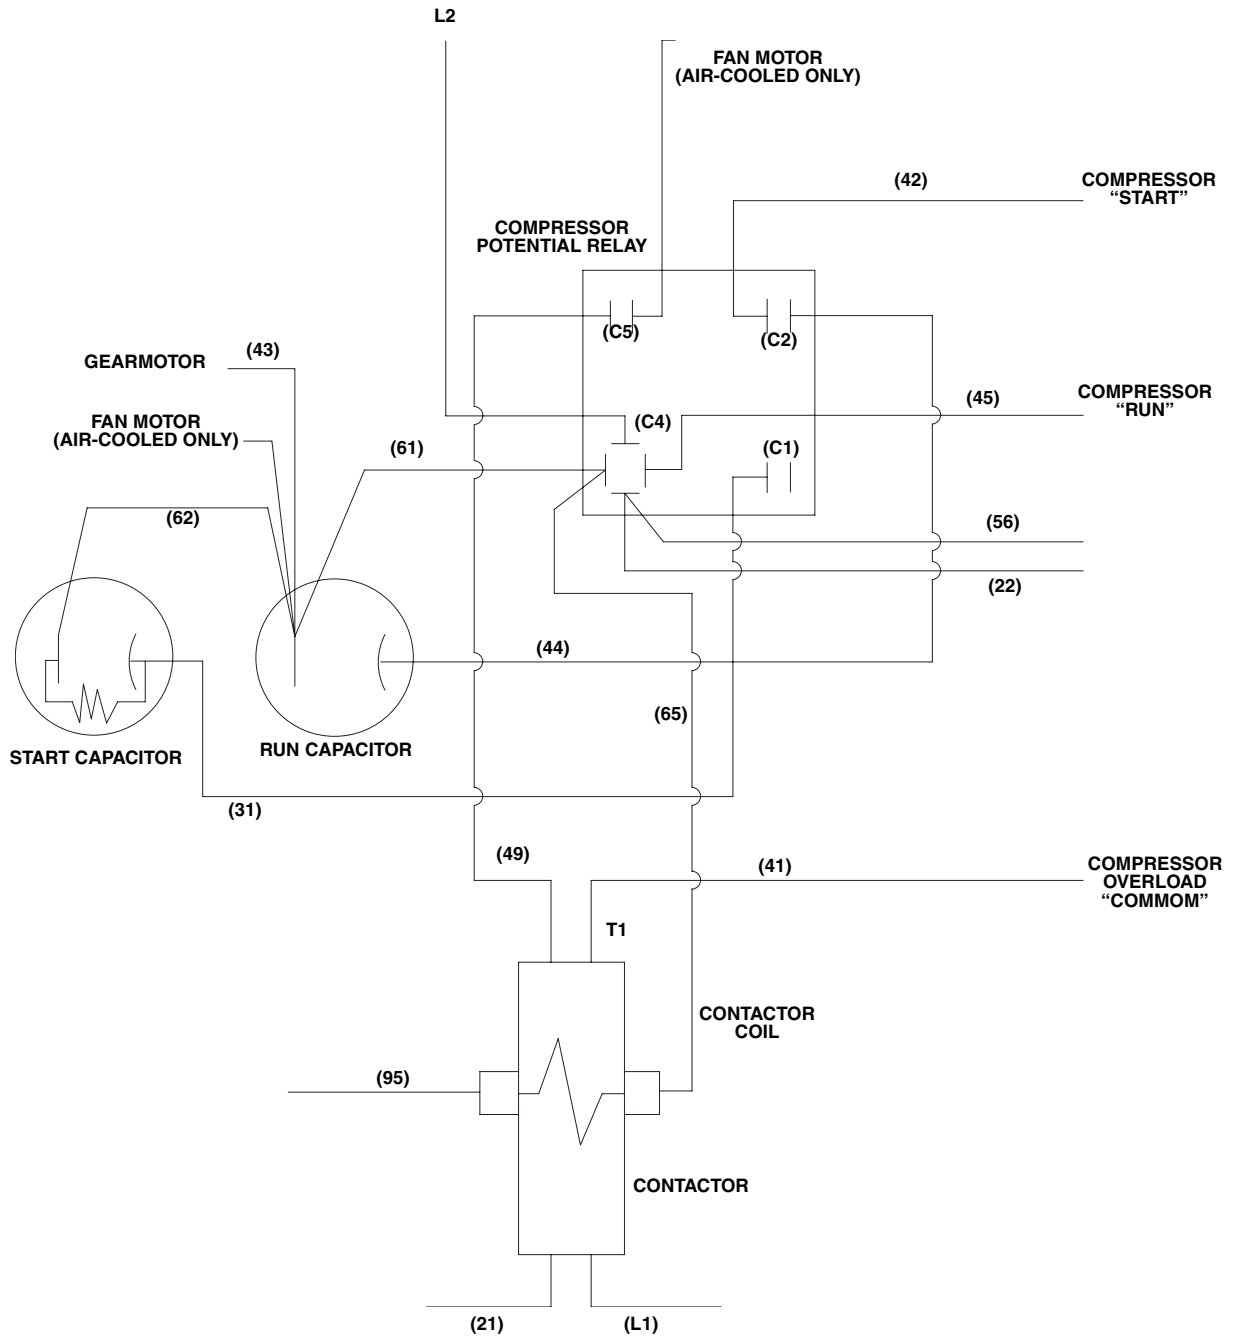 L2
FAN MOTOR
(AIR-COOLED ONLY)
(42)
COMPRESSOR
“START”
COMPRESSOR
POTENTIAL RELAY
(C5)
(C2)
(43)
GEARMOTOR
COMPRESSOR
“RUN”
(45)
FAN MOTOR
(AIR-COOLED ONLY)
(C4)
(61)
(C1)
(62)
(56)
(22)
(44)
(65)
START CAPACITOR
RUN CAPACITOR
(31)
(49)
(41)
COMPRESSOR
OVERLOAD
“COMMOM”
T1
CONTACTOR
COIL
(95)
CONTACTOR
(21)
(L1)